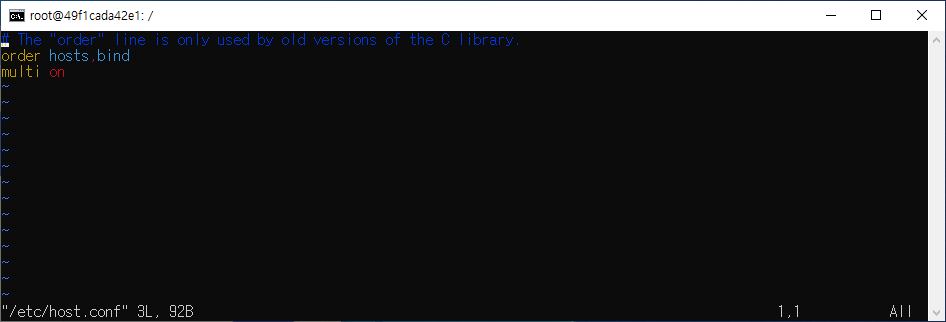 root@49f1cada42e1: /
# The "order" line is only used by old versions of the C library.
order hosts,bind
multi on
~
~
~
~
~
~
~
~
~
~
~
~
~
~
"/etc/host.conf" 3L, 92B 1,1 All